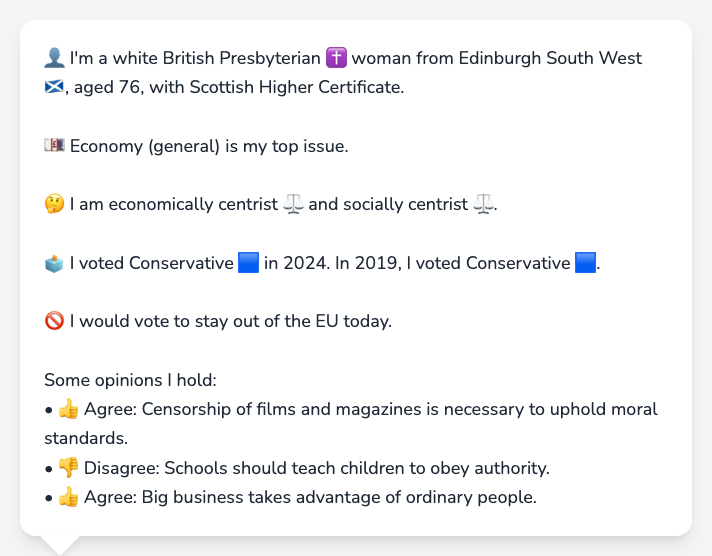 👤 I'm a white British Presbyterian ✝️ woman from Edinburgh South West
🏴󠁧󠁢󠁳󠁣󠁴󠁿, aged 76, with Scottish Higher Certificate.
💷 Economy (general) is my top issue.
🤔 I am economically centrist ⚖️ and socially centrist ⚖️.
🗳️ I voted Conservative 🟦 in 2024. In 2019, I voted Conservative 🟦.
🚫 I would vote to stay out of the EU today.
Some opinions I hold:
• 👍 Agree: Censorship of films and magazines is necessary to uphold moral
standards.
• 👎 Disagree: Schools should teach children to obey authority.
• 👍 Agree: Big business takes advantage of ordinary people.